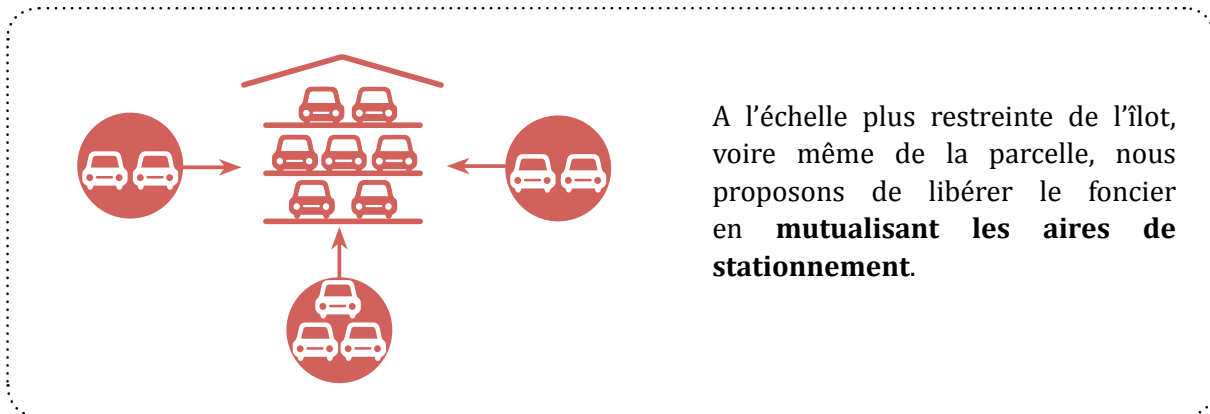 A l’échelle plus restreinte de l’îlot,
voire même de la parcelle, nous
proposons de libérer le foncier
en mutualisant les aires de
stationnement.